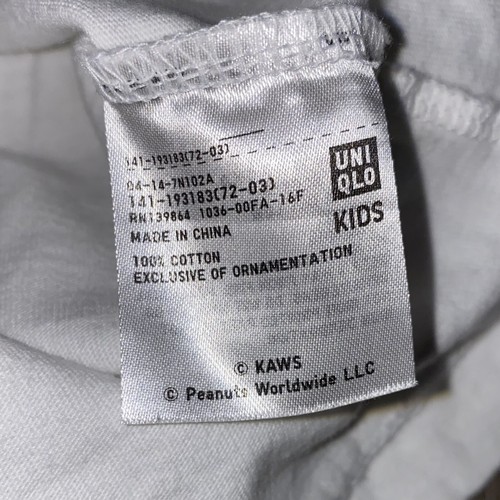 141-193183(72-03)
04-14-7N102A
141-193183(72-03)
RN139864 1036-00FA-16F
MADE IN CHINA
100% COTTON
EXCLUSIVE OF ORNAMENTATION
UNI
QLO
KIDS
© KAWS
© Peanuts Worldwide LLC